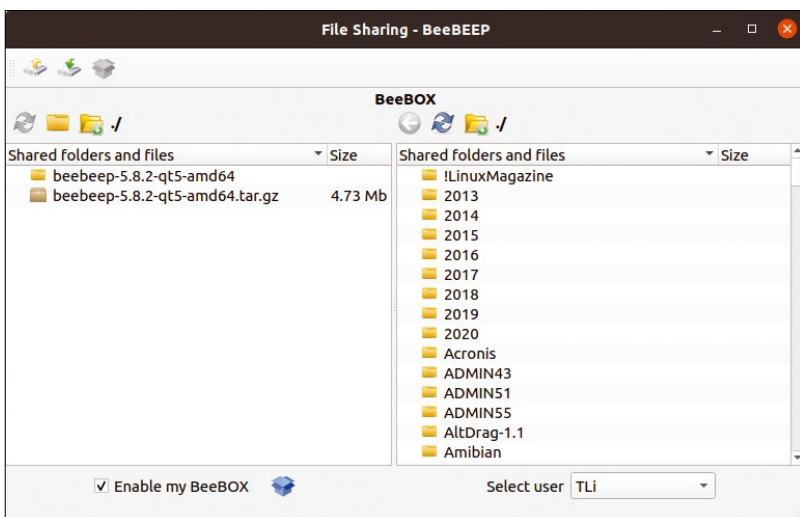 File Sharing - BeeBEEP
BeeBOX
./
./
Shared folders and files Size
beebeep-5.8.2-qt5-amd64
beebeep-5.8.2-qt5-amd64.tar.gz 4.73 Mb
Shared folders and files Size
!LinuxMagazine
2013
2014
2015
2016
2017
2018
2019
2020
Acronis
ADMIN43
ADMIN51
ADMIN55
AltDrag-1.1
Amibian
Enable my BeeBOX
Select user TLi